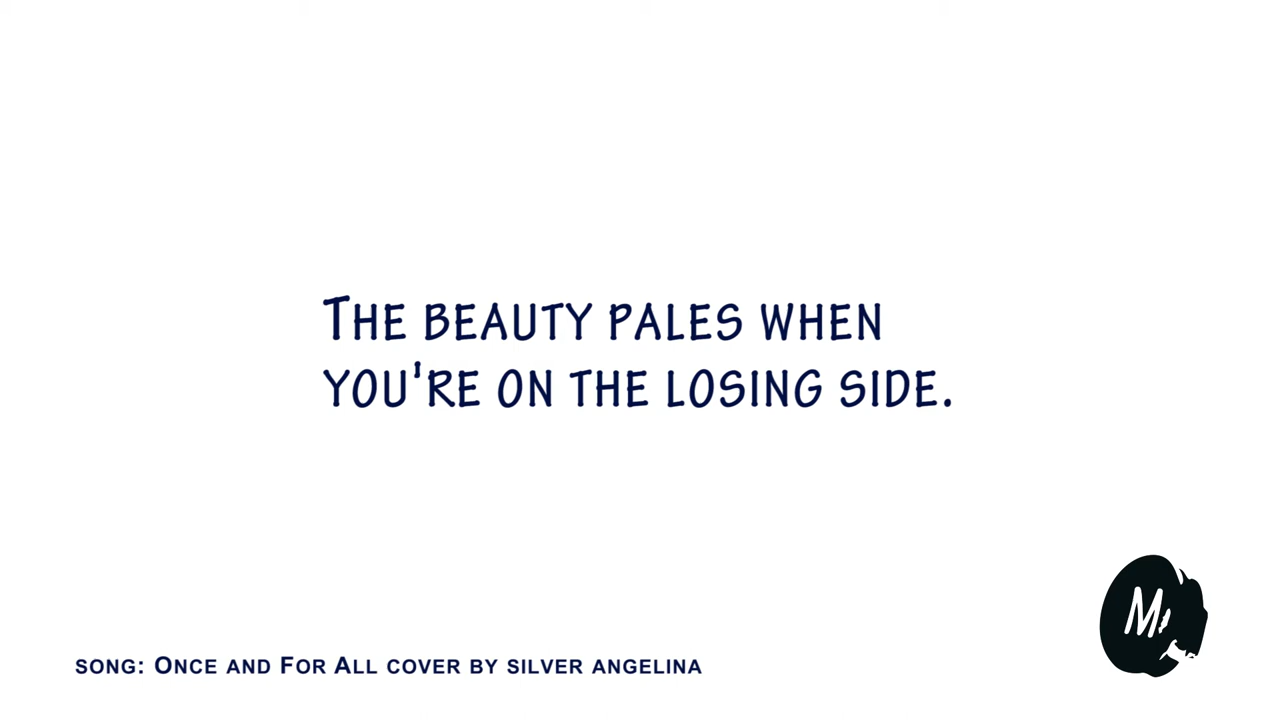 The beauty pales when
you're on the losing side.
M
song: Once and For All cover by silver angelina